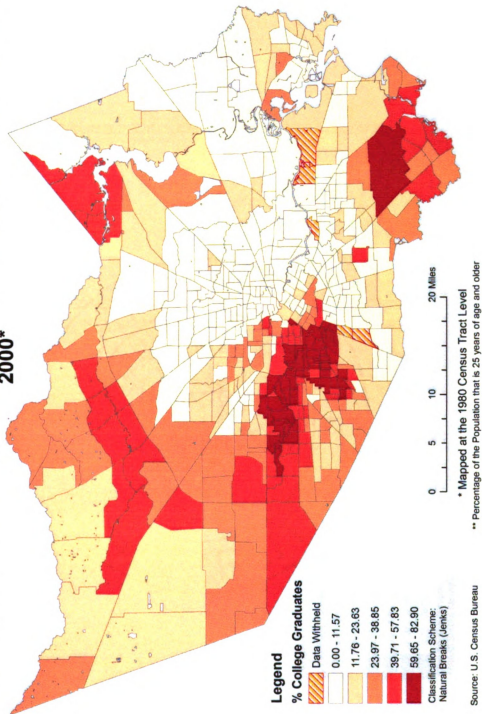 2000*
Legend
% College Graduates
Data Withheld
0.00 - 11.57
11.76 - 23.63
23.97 - 38.85
39.71 - 57.83
59.65 - 82.90
Classification Scheme:
Natural Breaks (Jenks)
Source: U.S. Census Bureau
0 5 10 20 Miles
* Mapped at the 1980 Census Tract Level
** Percentage of the Population that is 25 years of age and older